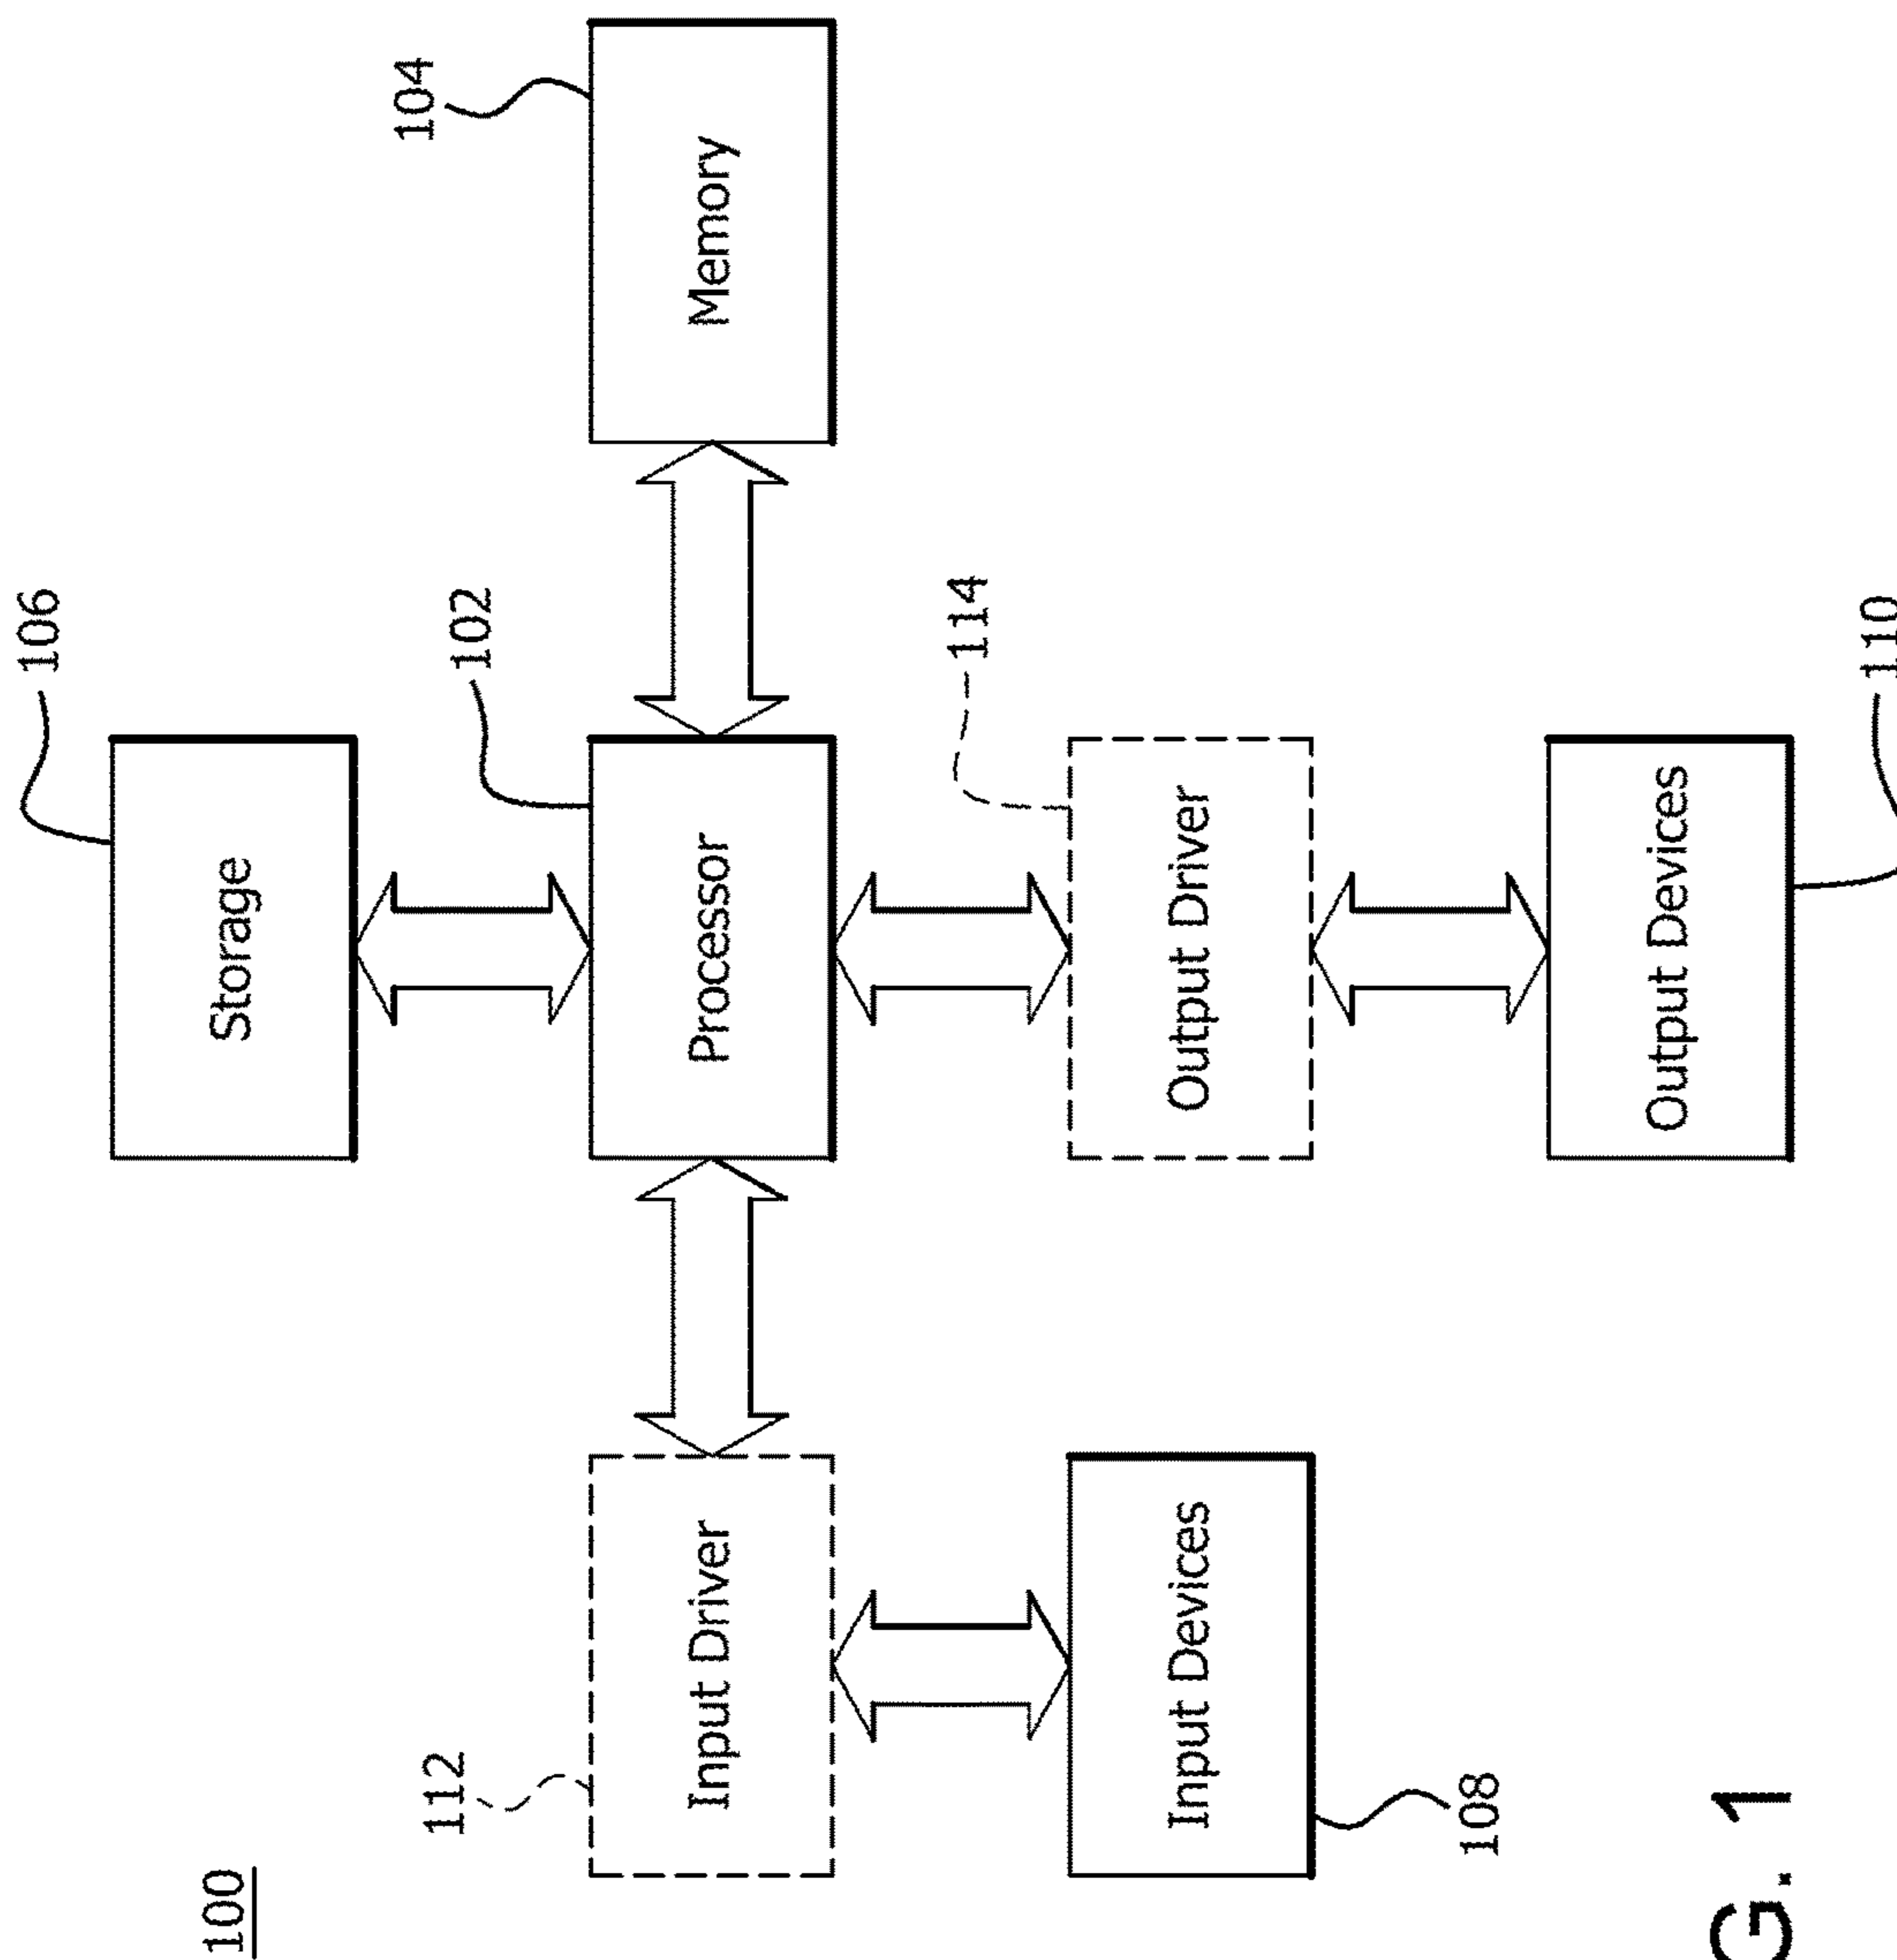 106
100
Storage
112
102
104
Input Driver
Processor
Memory
114
Input Devices
Output Driver
108
Output Devices
G. 1
110